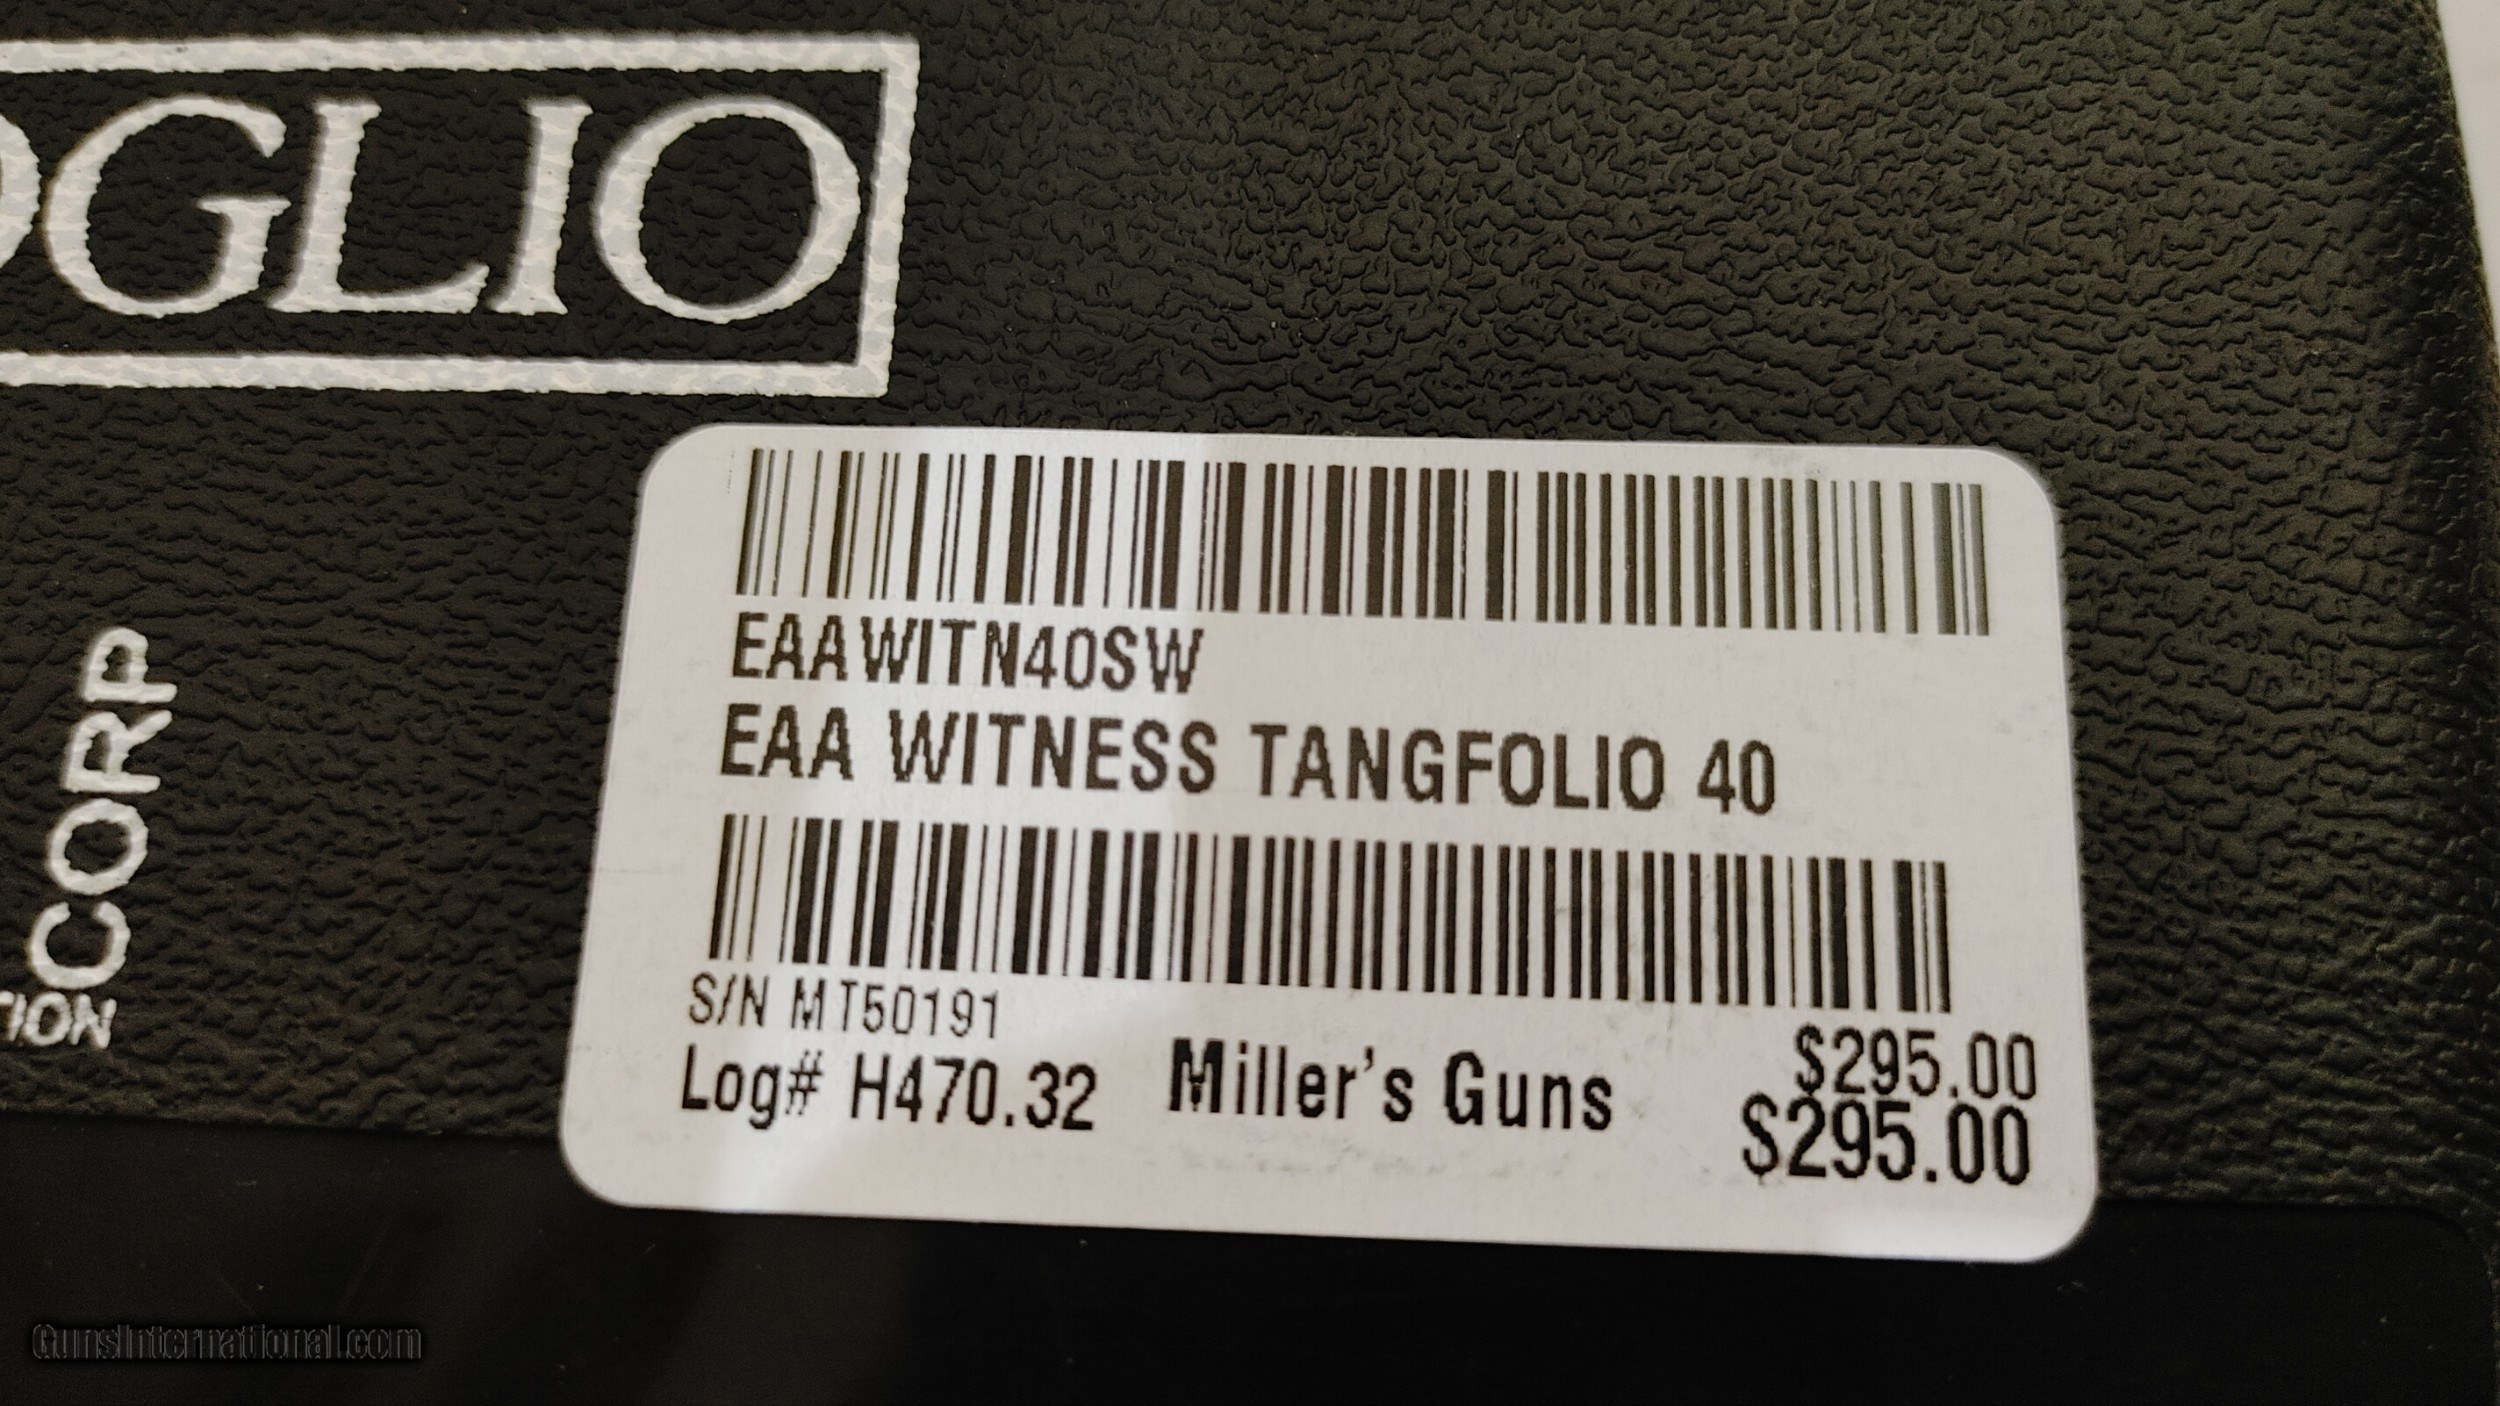 OGLIO
CORP
TION
EAAWITN40SW
EAA WITNESS TANGFOLIO 40
S/N MT50191
Log# H470.32 Miller's Guns $295.00
$295.00
GunsInternational.com